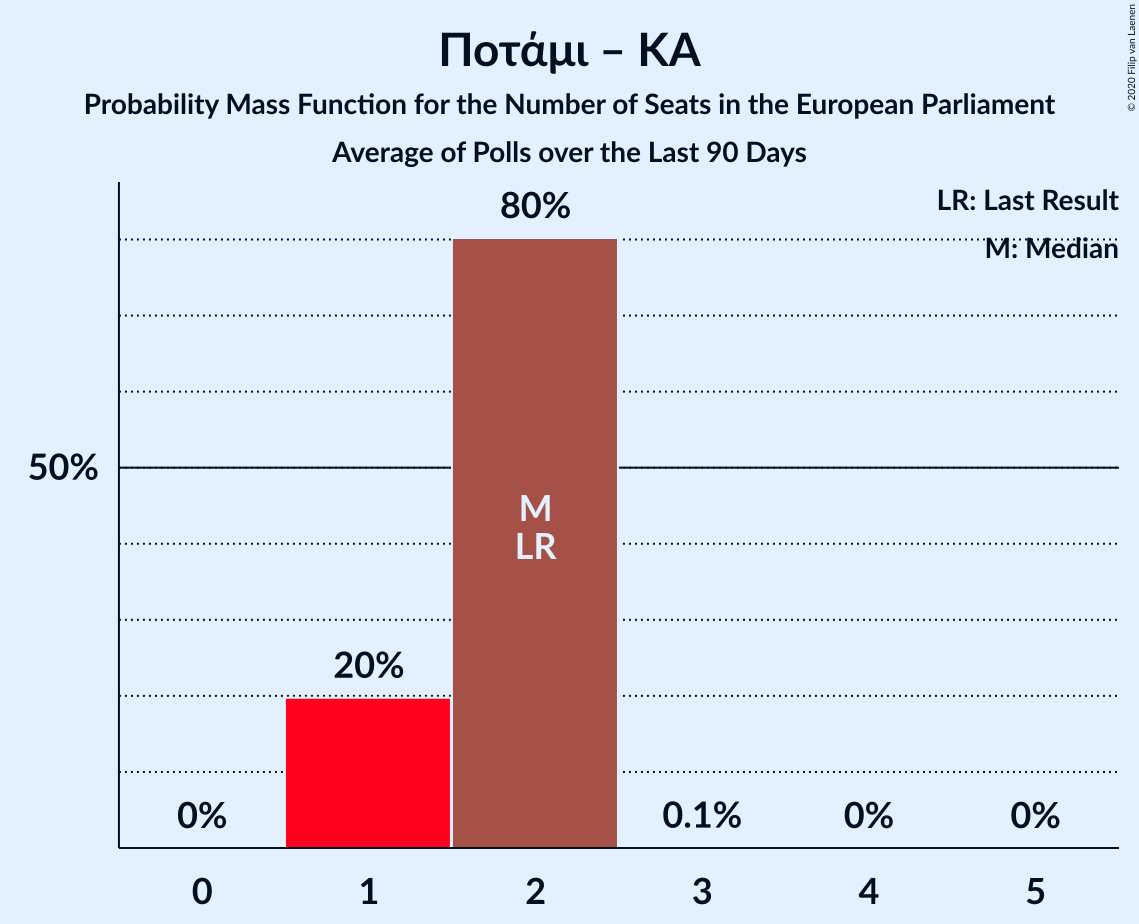 Ποτάμι – ΚΑ
Probability Mass Function for the Number of Seats in the European Parliament
Average of Polls over the Last 90 Days
© 2020 Filip van Laenen
LR: Last Result
M: Median
80%
50%
M
LR
20%
0%
0.1%
0%
0%
0
1
2
3
4
5